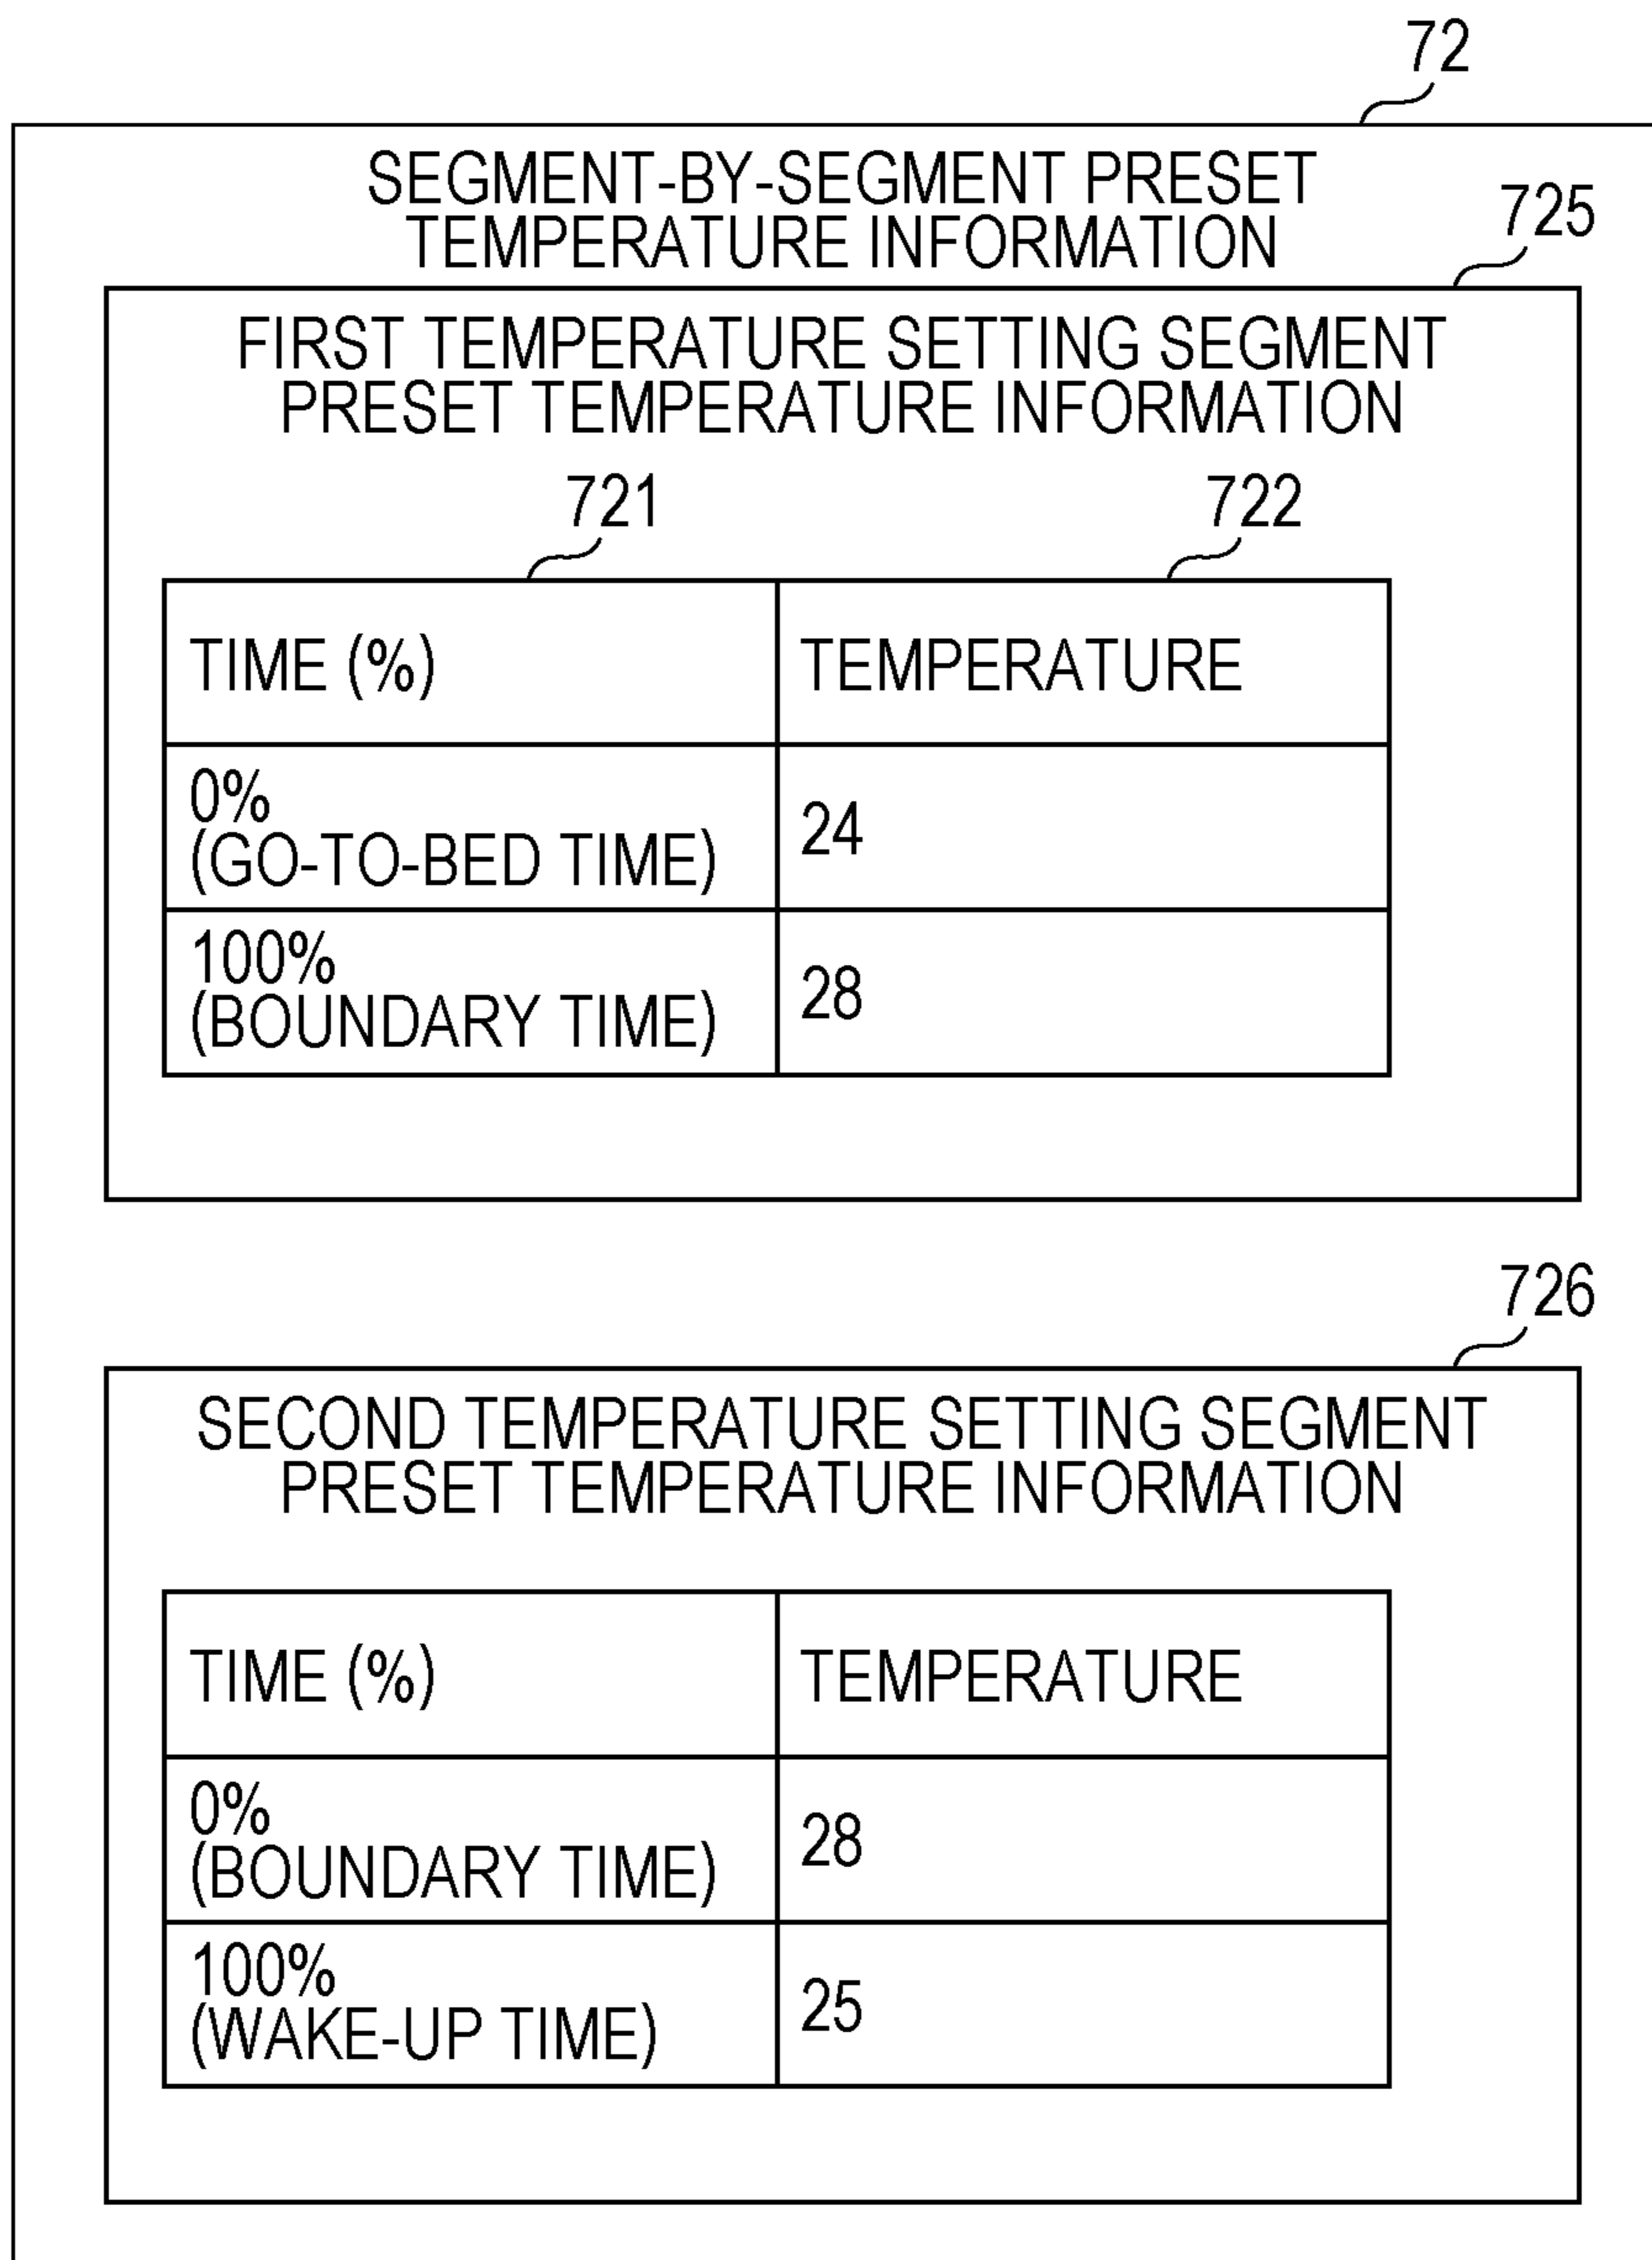 72
SEGMENT-BY-SEGMENT PRESET
TEMPERATURE INFORMATION
725
FIRST TEMPERATURE SETTING SEGMENT
PRESET TEMPERATURE INFORMATION
721
722
TIME (%)
TEMPERATURE
0%
(GO-TO-BED TIME)
24
100%
(BOUNDARY TIME)
28
726
SECOND TEMPERATURE SETTING SEGMENT
PRESET TEMPERATURE INFORMATION
TIME (%)
TEMPERATURE
0%
(BOUNDARY TIME)
28
100%
(WAKE-UP TIME)
25